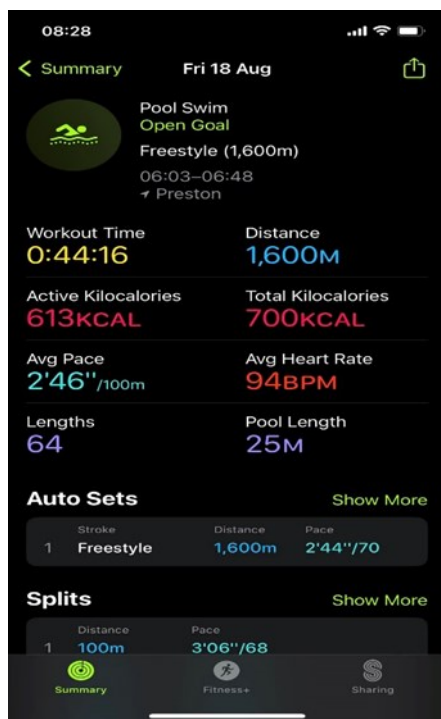 08:28
Summary Fri 18 Aug
Pool Swim
Open Goal
Freestyle (1,600m)
06:03–06:48
Preston
Workout Time Distance
0:44:16 1,600M
Active Kilocalories Total Kilocalories
613KCAL 700KCAL
Avg Pace Avg Heart Rate
2'46''/100m 94BPM
Lengths Pool Length
64 25M
Auto Sets Show More
Stroke Distance Pace
1 Freestyle 1,600m 2'44''/70
Splits Show More
Distance Pace
1 100m 3'06''/68
Summary Fitness+ Sharing